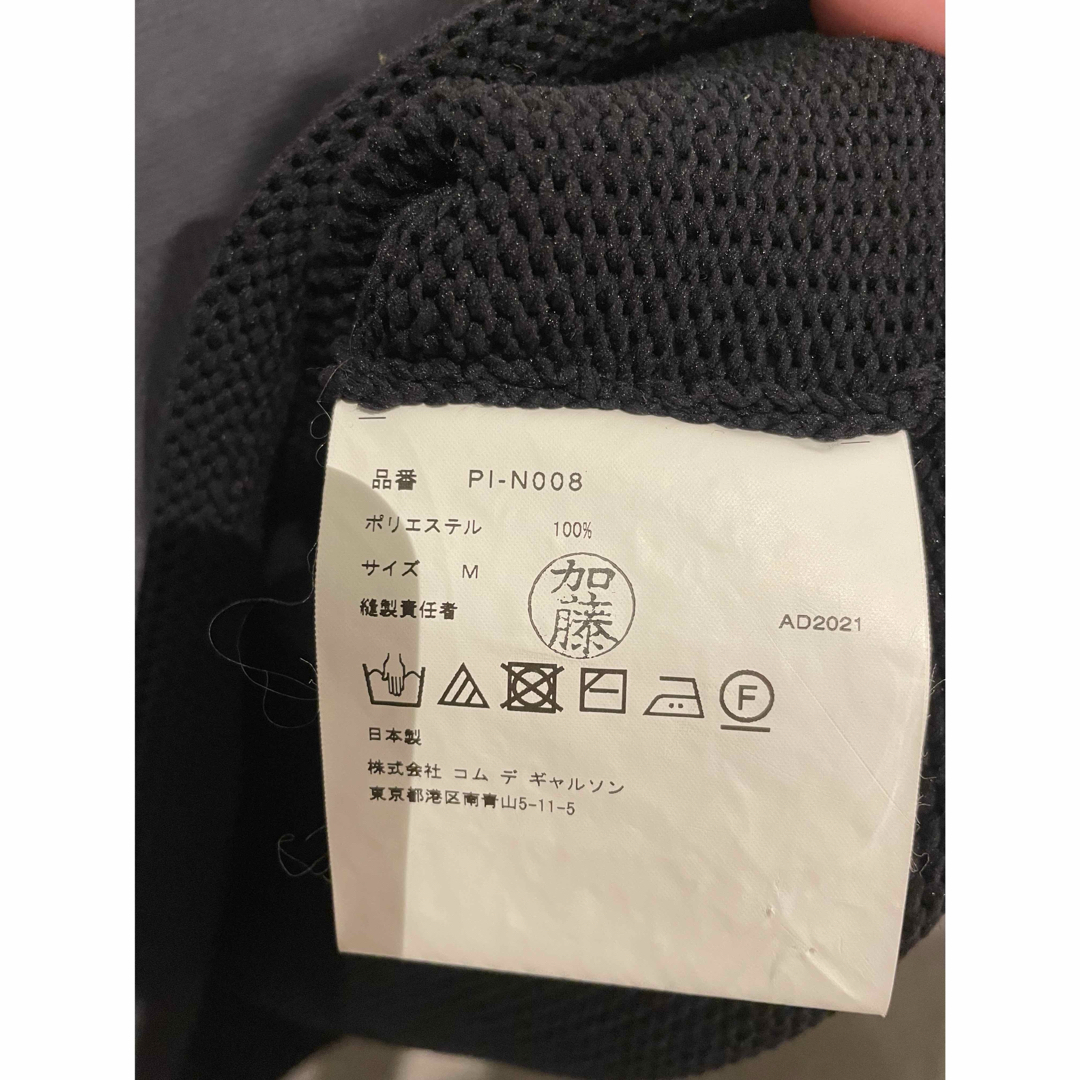 品番 PI-N008
ポリエステル 100%
サイズ M
縫製責任者 加藤 AD2021
F
日本製
株式会社 コム デ ギャルソン
東京都港区南青山5-11-5